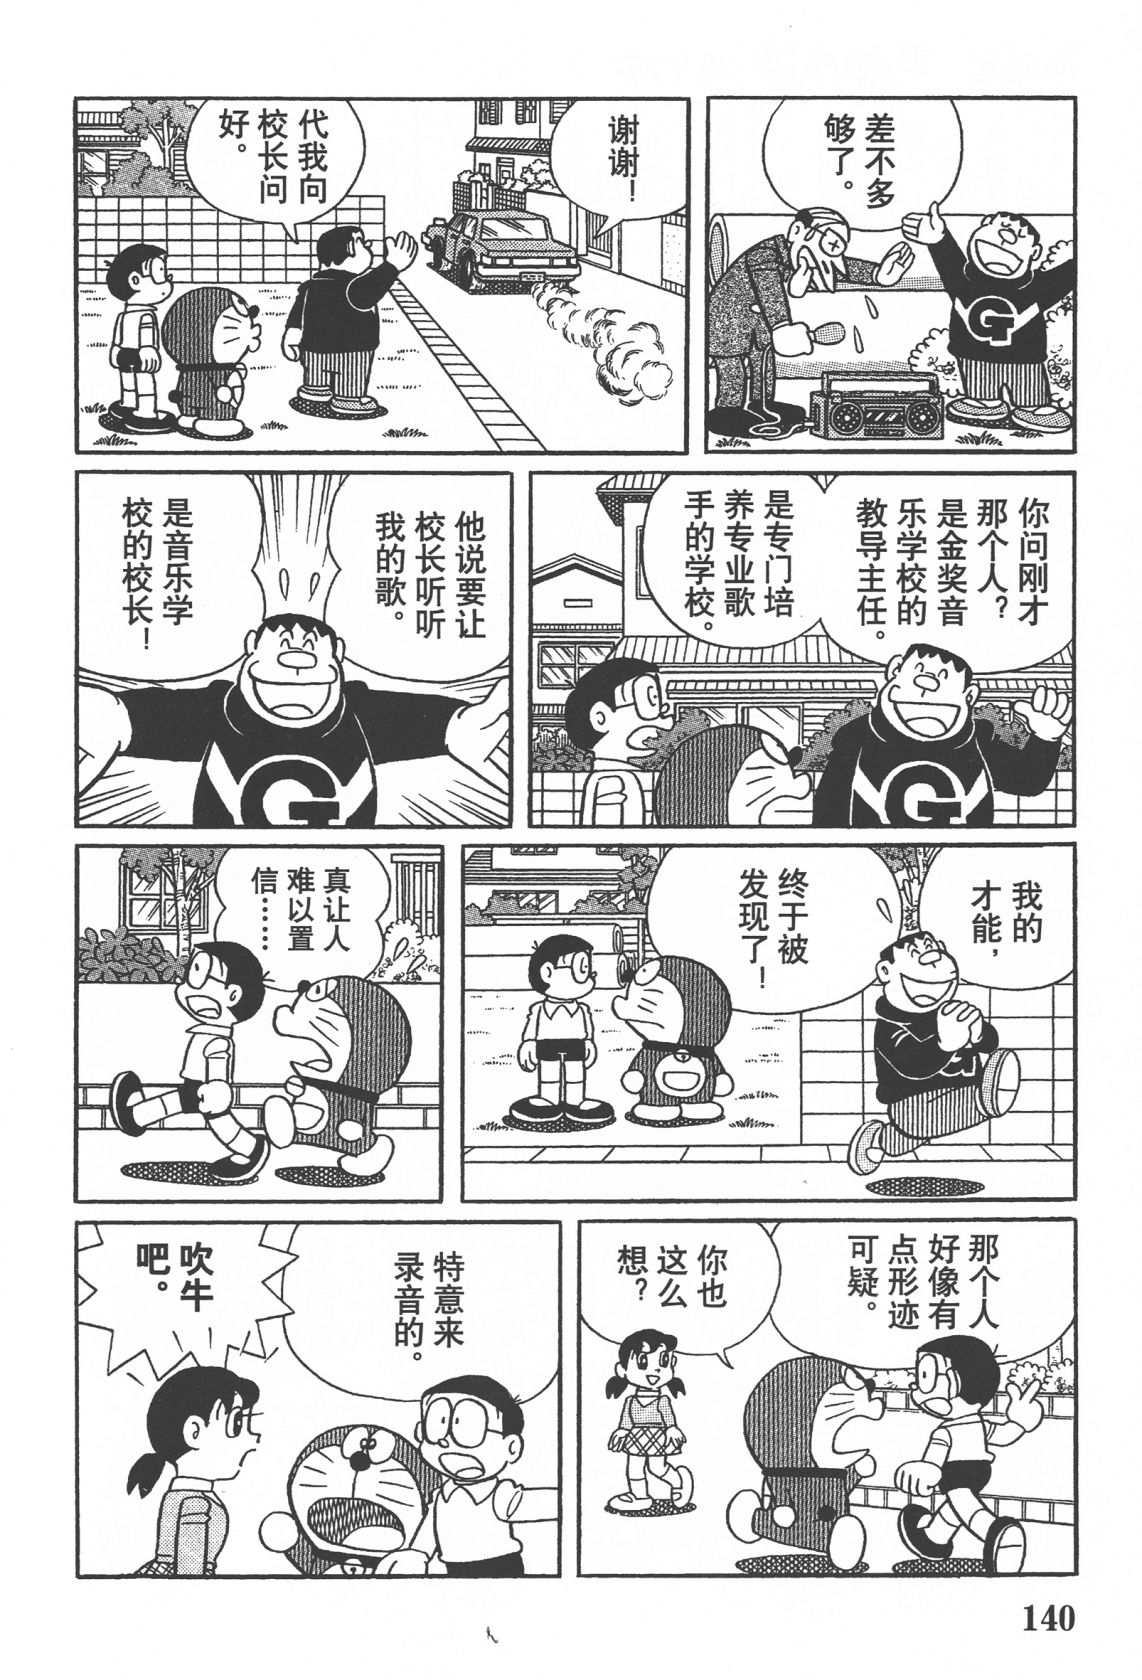 差不多
够了。
谢谢！
代我向
校长问
好。
G
你问刚才
那个人？
是金奖音
乐学校的
教导主任。
是专门培
养专业歌
手的学校。
G
他说要让
校长听听
我的歌。
是音乐学
校的校长！
G
我的
才能，
终于被
发现了！
G
真让人
难以置
信……
那个人
好像有
点形迹
可疑。
你也
这么
想？
特意来
录音的。
吹牛
吧。
140